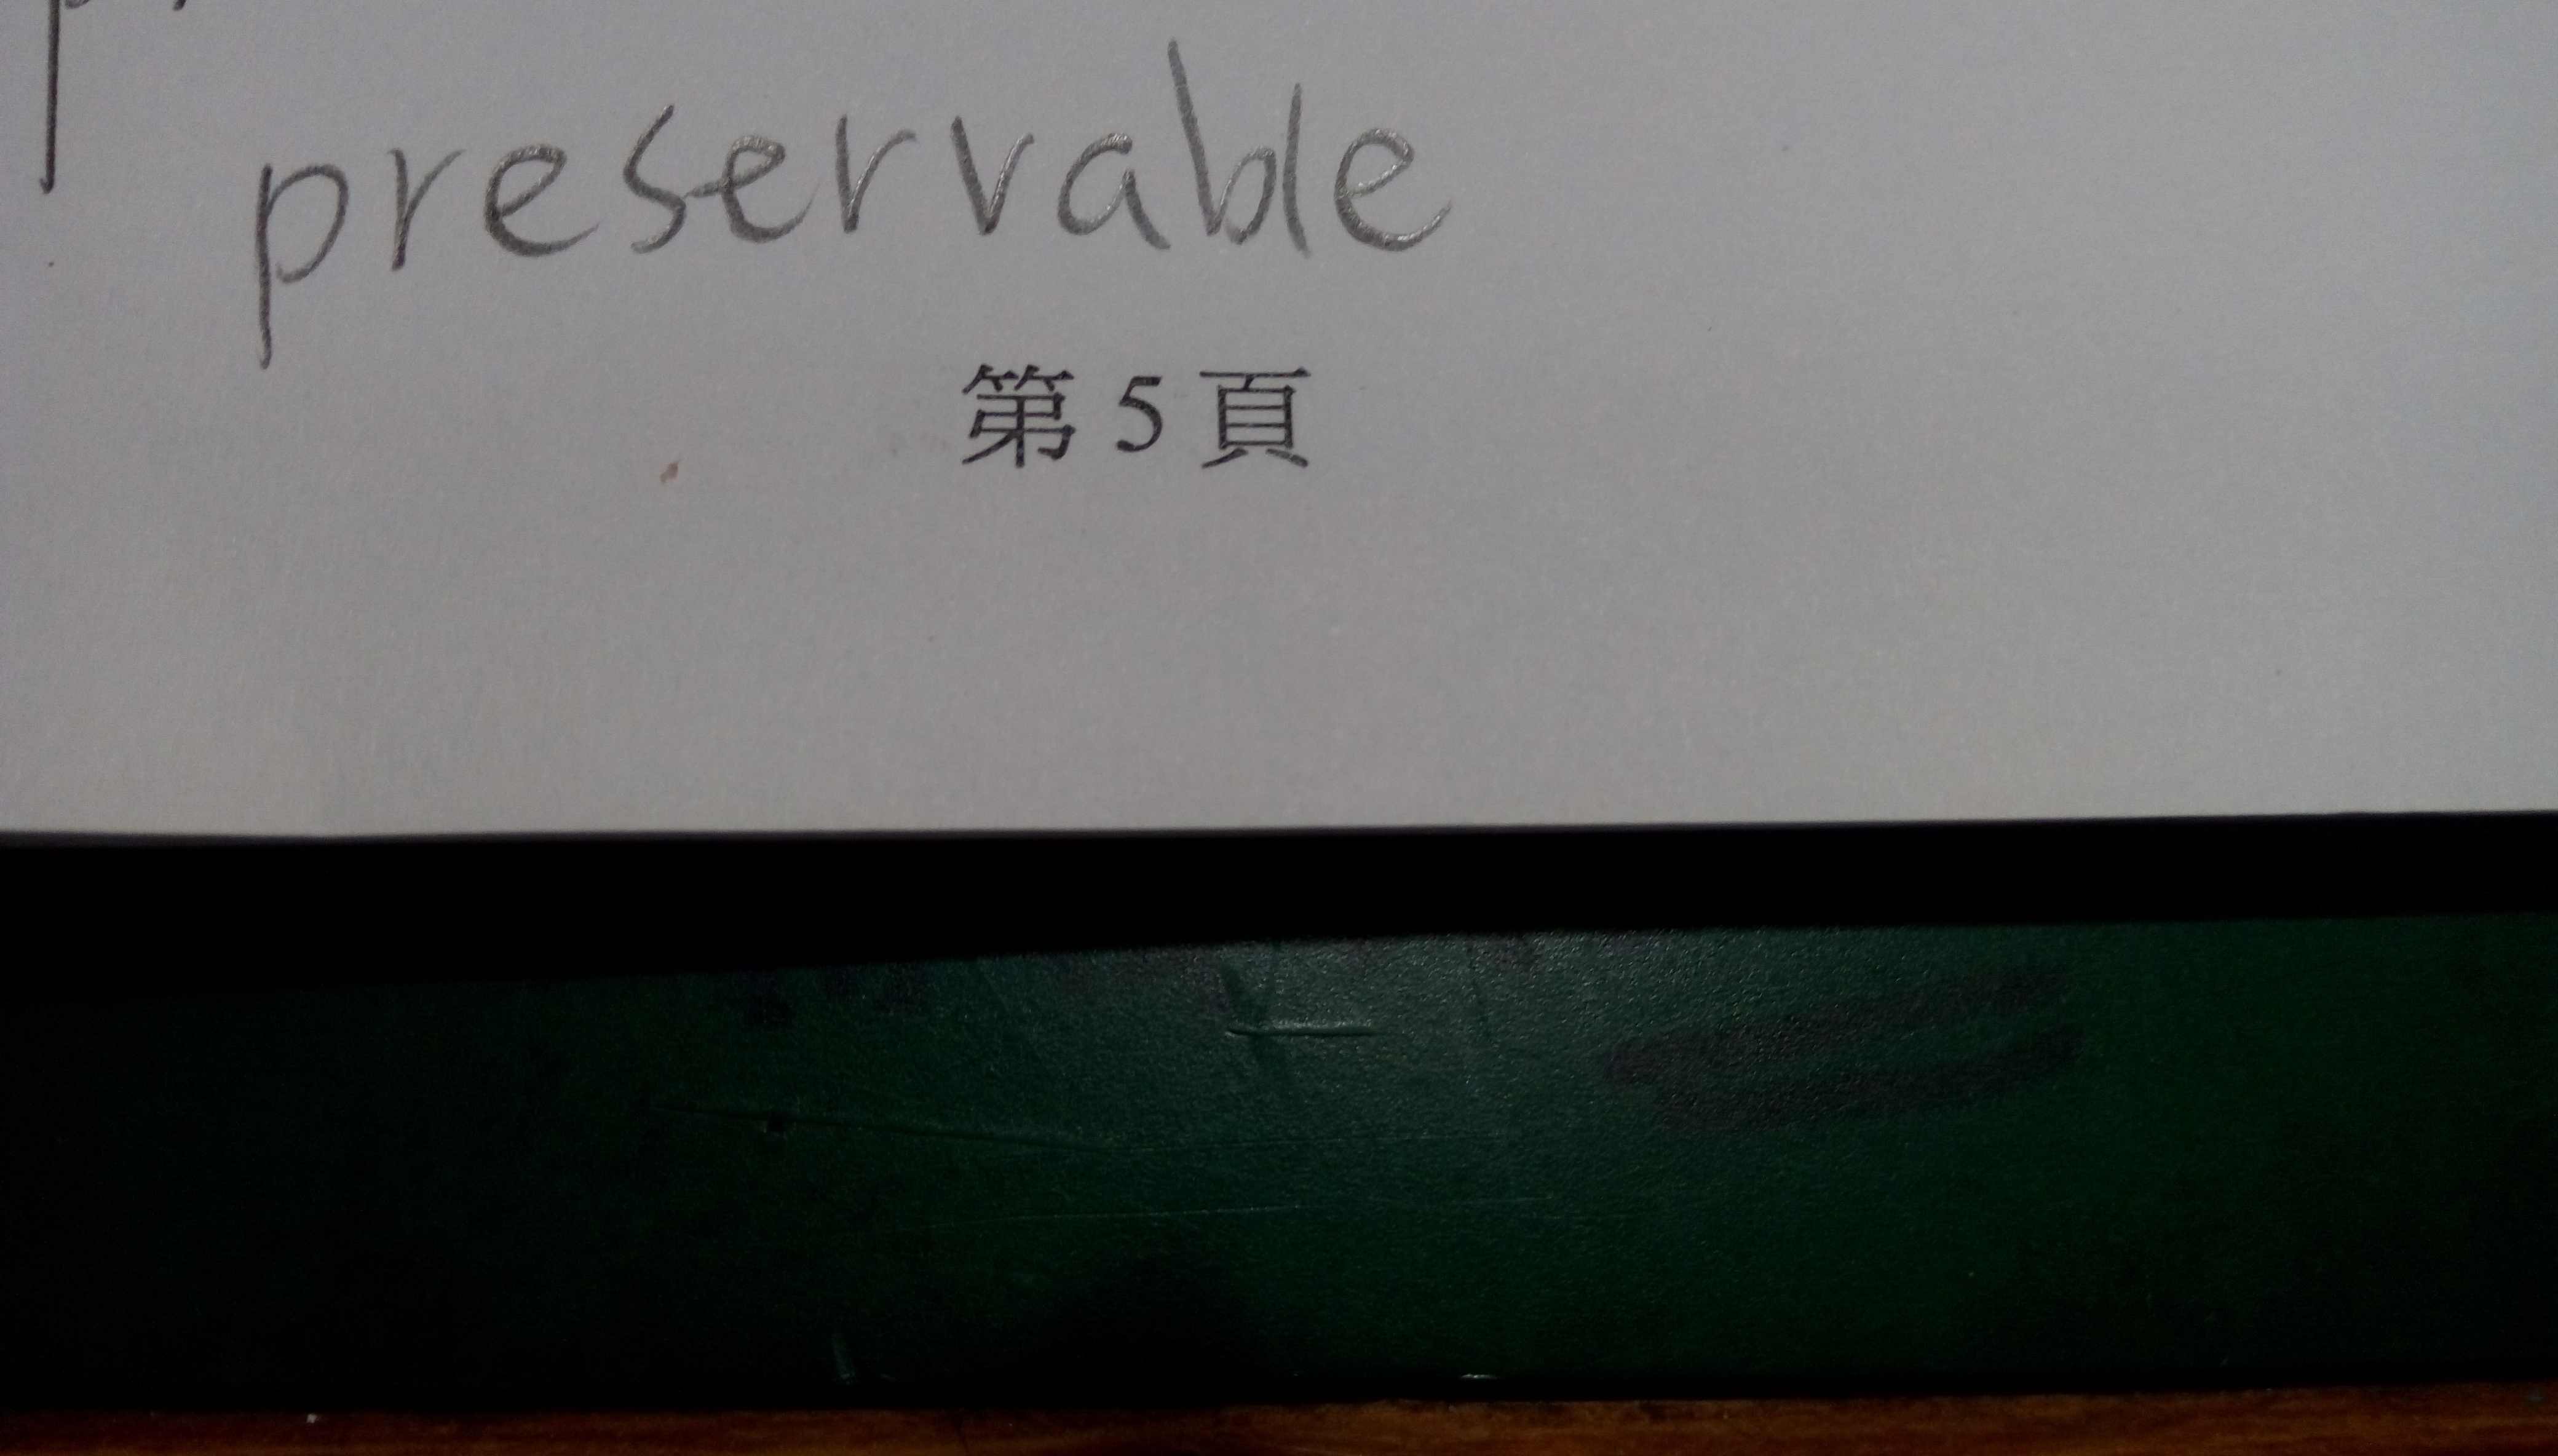 preservable
第 5 頁